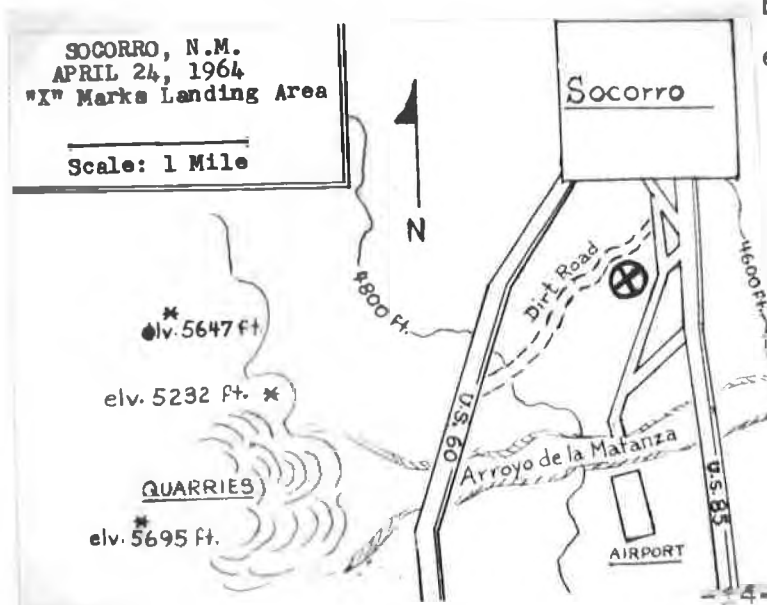 SOCORRO, N.M.
APRIL 24, 1964
"X" Marks Landing Area
Scale: 1 Mile
Socorro
N
Dirt Road
4800 Ft.
4600 Ft.
elv. 5647 ft.
elv. 5232 ft.
U.S. 60
Arroyo de la Matanza
QUARRIES
U.S. 85
elv. 5695 ft.
AIRPORT
-14-